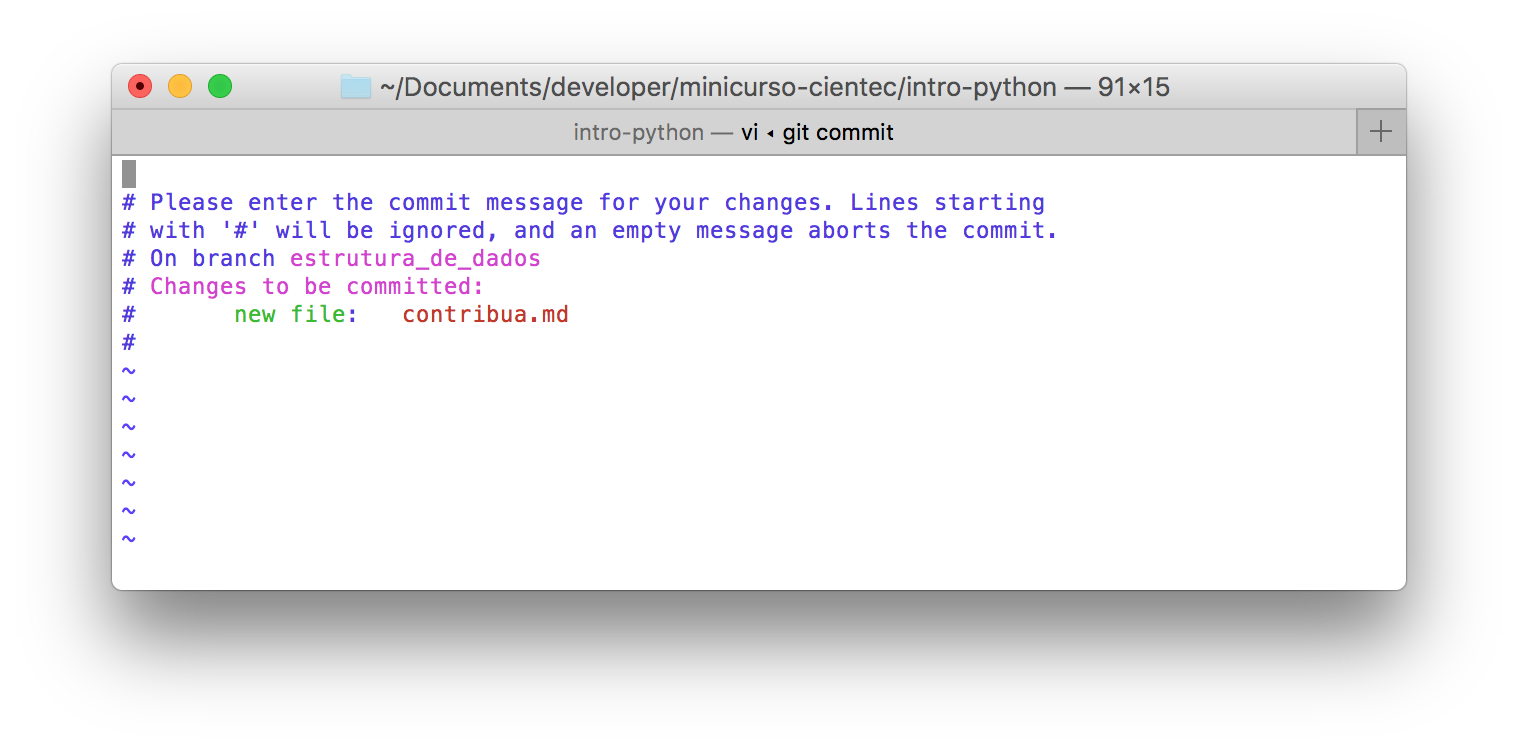 ~/Documents/developer/minicurso-cientec/intro-python — 91×15
intro-python — vi ◂ git commit
# Please enter the commit message for your changes. Lines starting
# with '#' will be ignored, and an empty message aborts the commit.
# On branch estrutura_de_dados
# Changes to be committed:
#       new file:   contribua.md
#
~
~
~
~
~
~
~